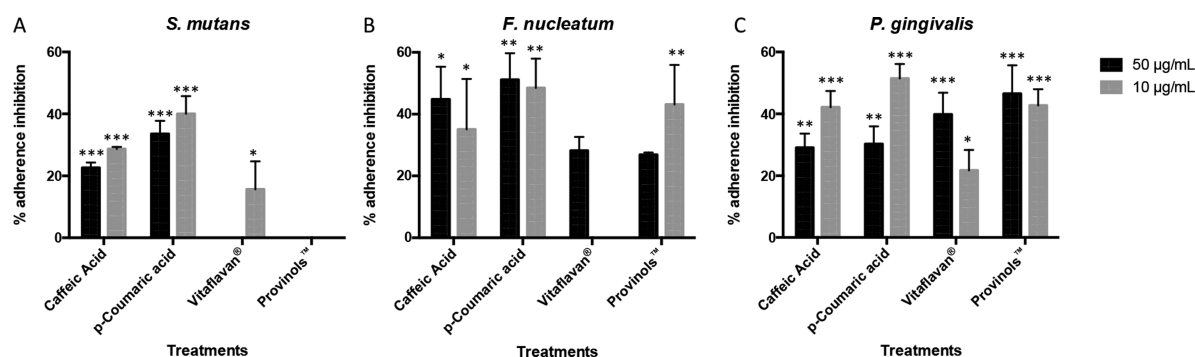 A
S. mutans
60
40
20
0
% adherence inhibition
***
***
***
***
*
Caffeic Acid
p-Coumaric acid
Vitaflavan®
Provinols™
Treatments
B
F. nucleatum
60
40
20
0
% adherence inhibition
*
*
**
**
**
Caffeic Acid
p-Coumaric acid
Vitaflavan®
Provinols™
Treatments
C
P. gingivalis
60
40
20
0
% adherence inhibition
**
***
**
***
***
*
***
***
Caffeic Acid
p-Coumaric acid
Vitaflavan®
Provinols™
Treatments
50 µg/mL
10 µg/mL